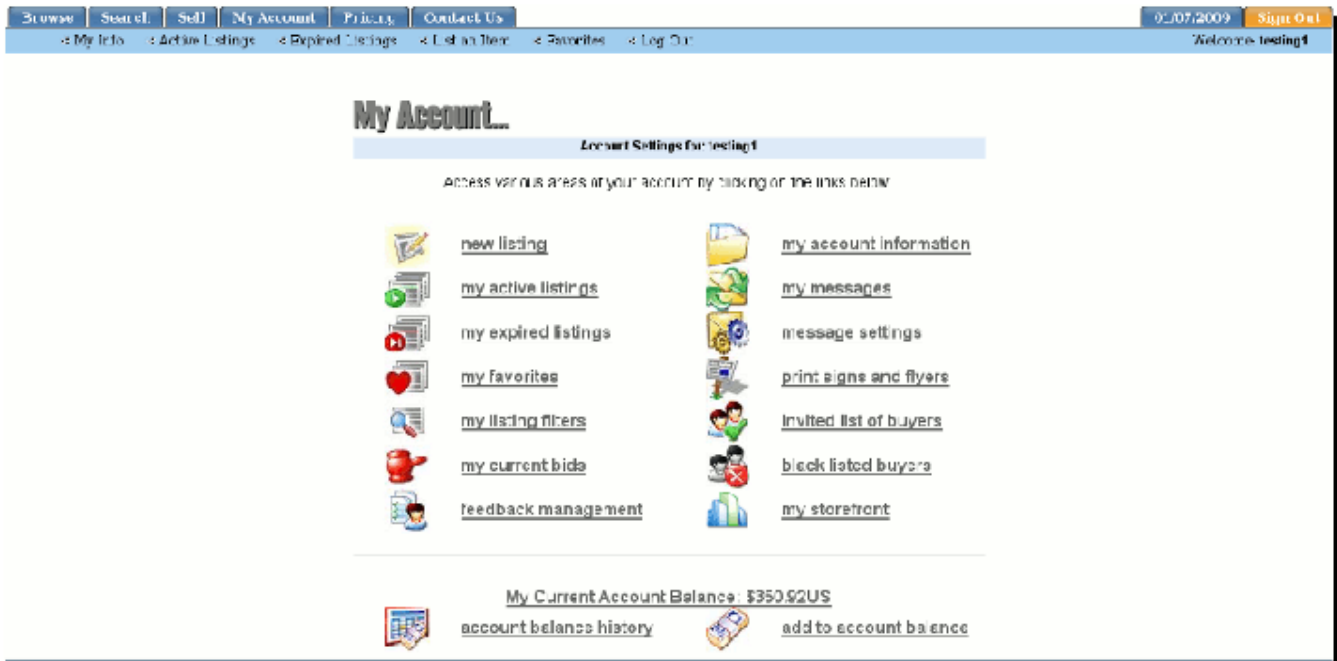 Browse Search Sell My Account Pricing Contact Us 01/07/2009 Sign Out
< My Info < Active Listings < Expired Listings < List an Item < Favorites < Log Out Welcome testing1
My Account...
Account Settings for testing1
Access various areas of your account by clicking on the links below
new listing my account information
my active listings my messages
my expired listings message settings
my favorites print signs and flyers
my listing filters invited list of buyers
my current bids black listed buyers
feedback management my storefront
My Current Account Balance: $350.92US
account balance history add to account balance